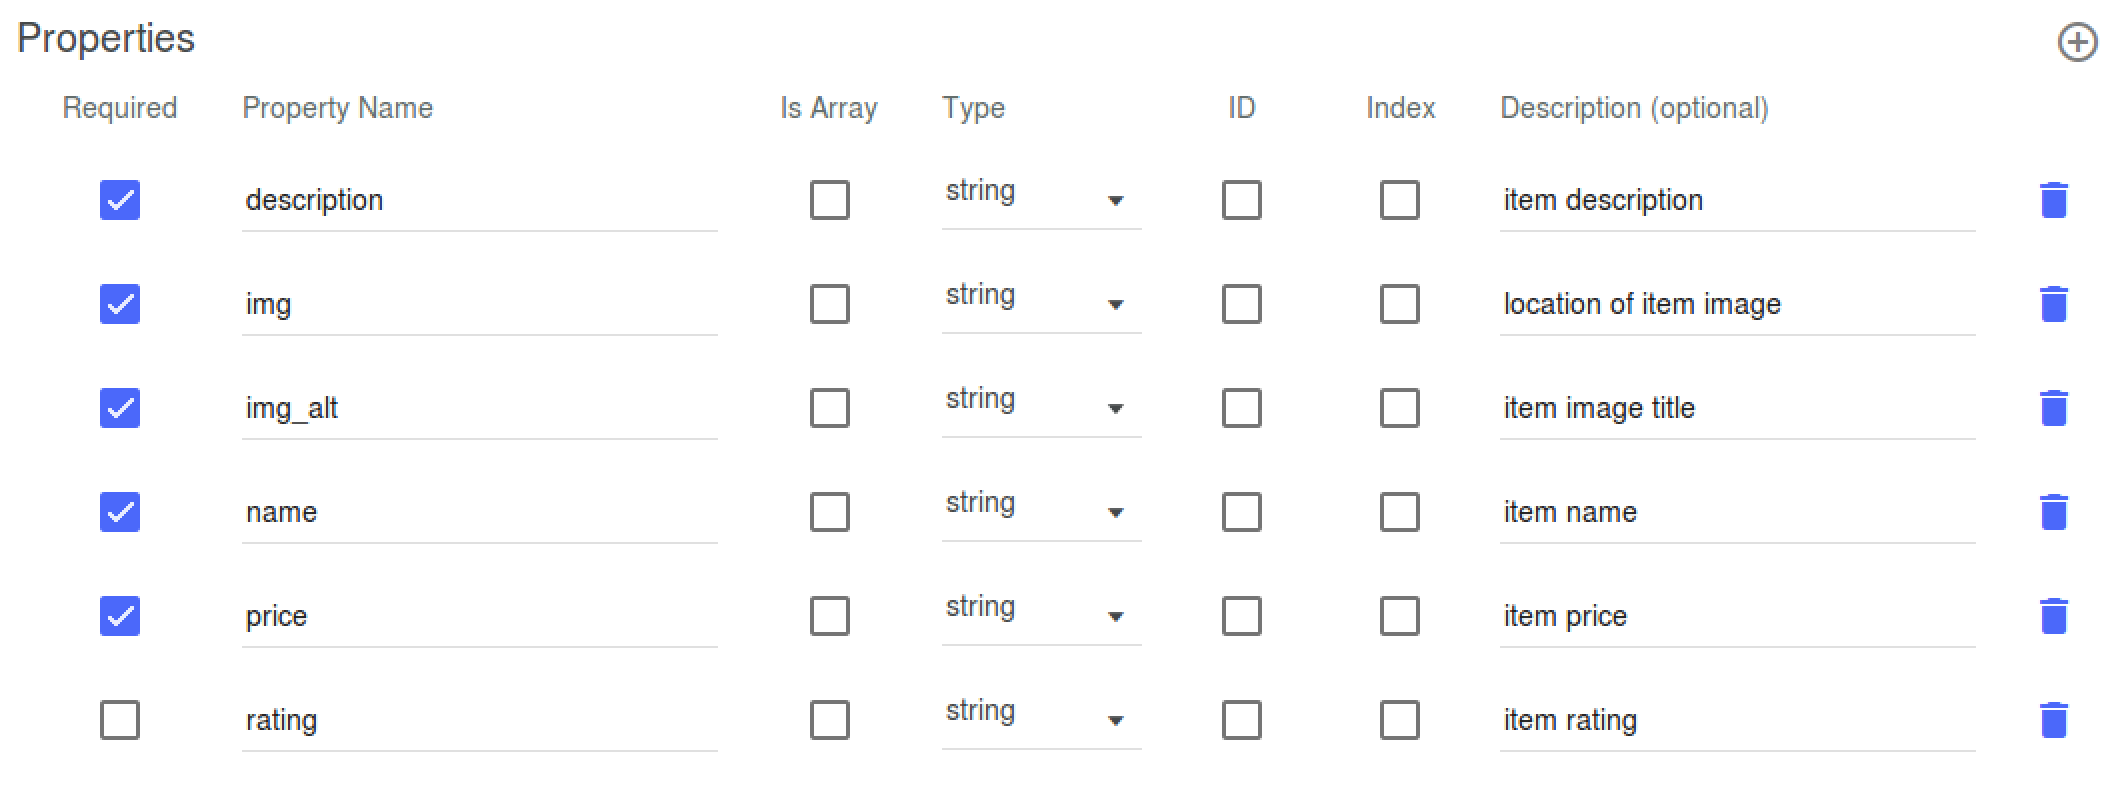 Properties
Required Property Name Is Array Type ID Index Description (optional)
description string item description
img string location of item image
img_alt string item image title
name string item name
price string item price
rating string item rating